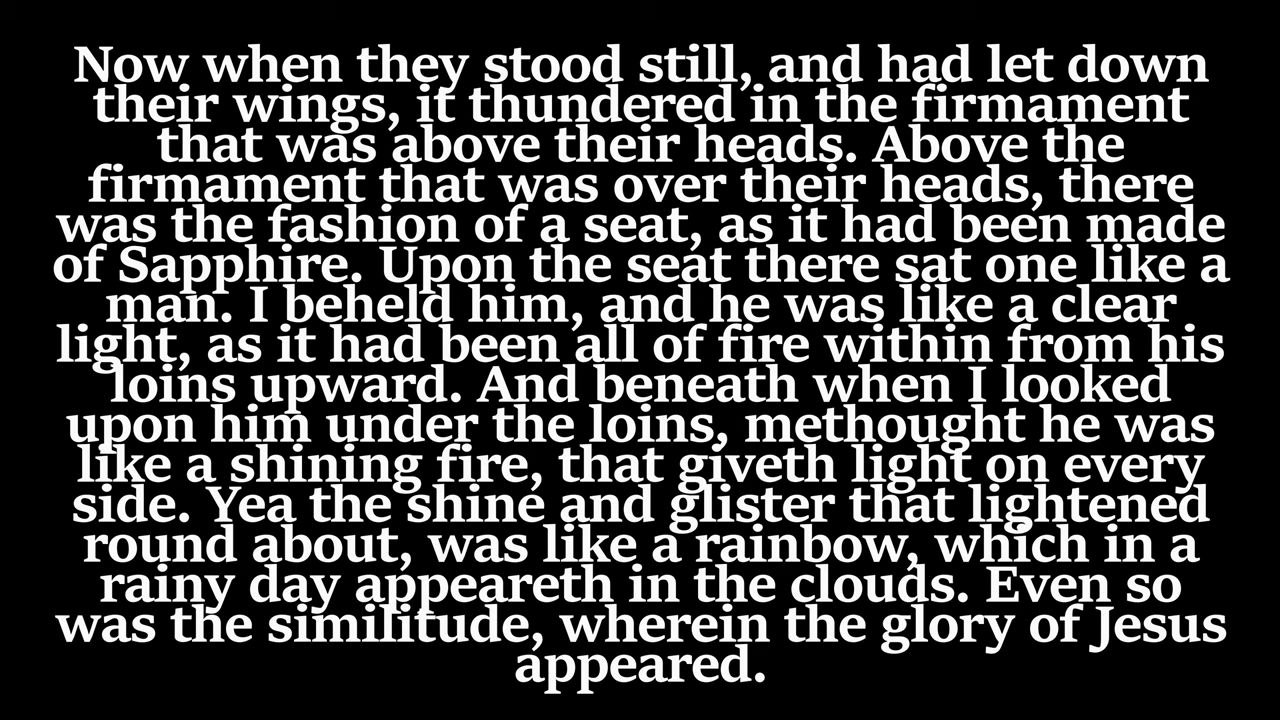 Now when they stood still, and had let down
their wings, it thundered in the firmament
that was above their heads. Above the
firmament that was over their heads, there
was the fashion of a seat, as it had been made
of Sapphire. Upon the seat there sat one like a
man. I beheld him, and he was like a clear
light, as it had been all of fire within from his
loins upward. And beneath when I looked
upon him under the loins, methought he was
like a shining fire, that giveth light on every
side. Yea the shine and glister that lightened
round about, was like a rainbow, which in a
rainy day appeareth in the clouds. Even so
was the similitude, wherein the glory of Jesus
appeared.